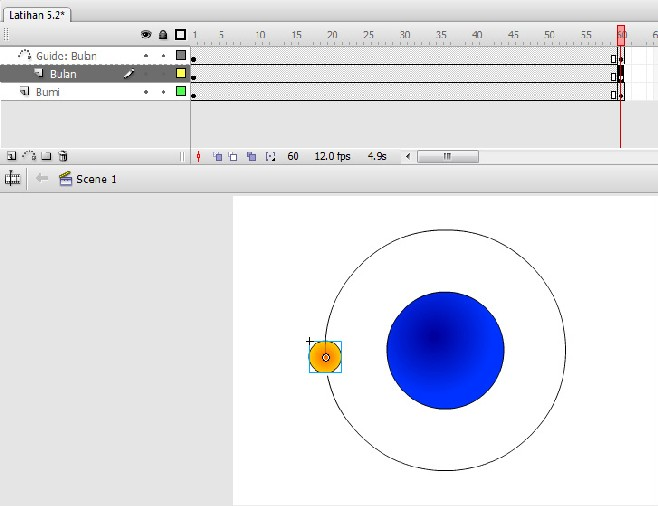 Latihan 5.2*
1 5 10 15 20 25 30 35 40 45 50 55 60 65
Guide: Bulan
Bulan
Bumi
60 12.0 fps 4.9s
Scene 1